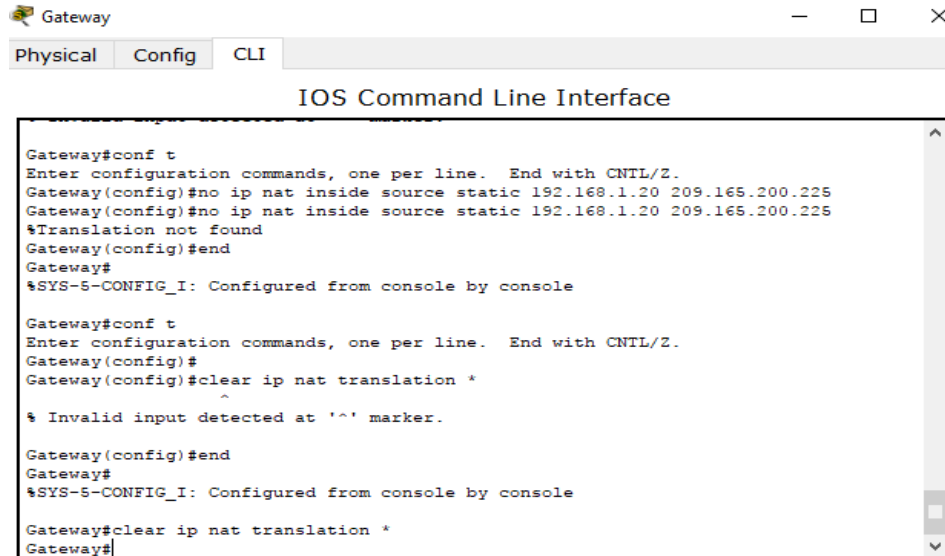 Gateway
Physical Config CLI
IOS Command Line Interface
Gateway#conf t
Enter configuration commands, one per line.  End with CNTL/Z.
Gateway(config)#no ip nat inside source static 192.168.1.20 209.165.200.225
Gateway(config)#no ip nat inside source static 192.168.1.20 209.165.200.225
%Translation not found
Gateway(config)#end
Gateway#
%SYS-5-CONFIG_I: Configured from console by console
Gateway#conf t
Enter configuration commands, one per line.  End with CNTL/Z.
Gateway(config)#
Gateway(config)#clear ip nat translation *
^
% Invalid input detected at '^' marker.
Gateway(config)#end
Gateway#
%SYS-5-CONFIG_I: Configured from console by console
Gateway#clear ip nat translation *
Gateway#